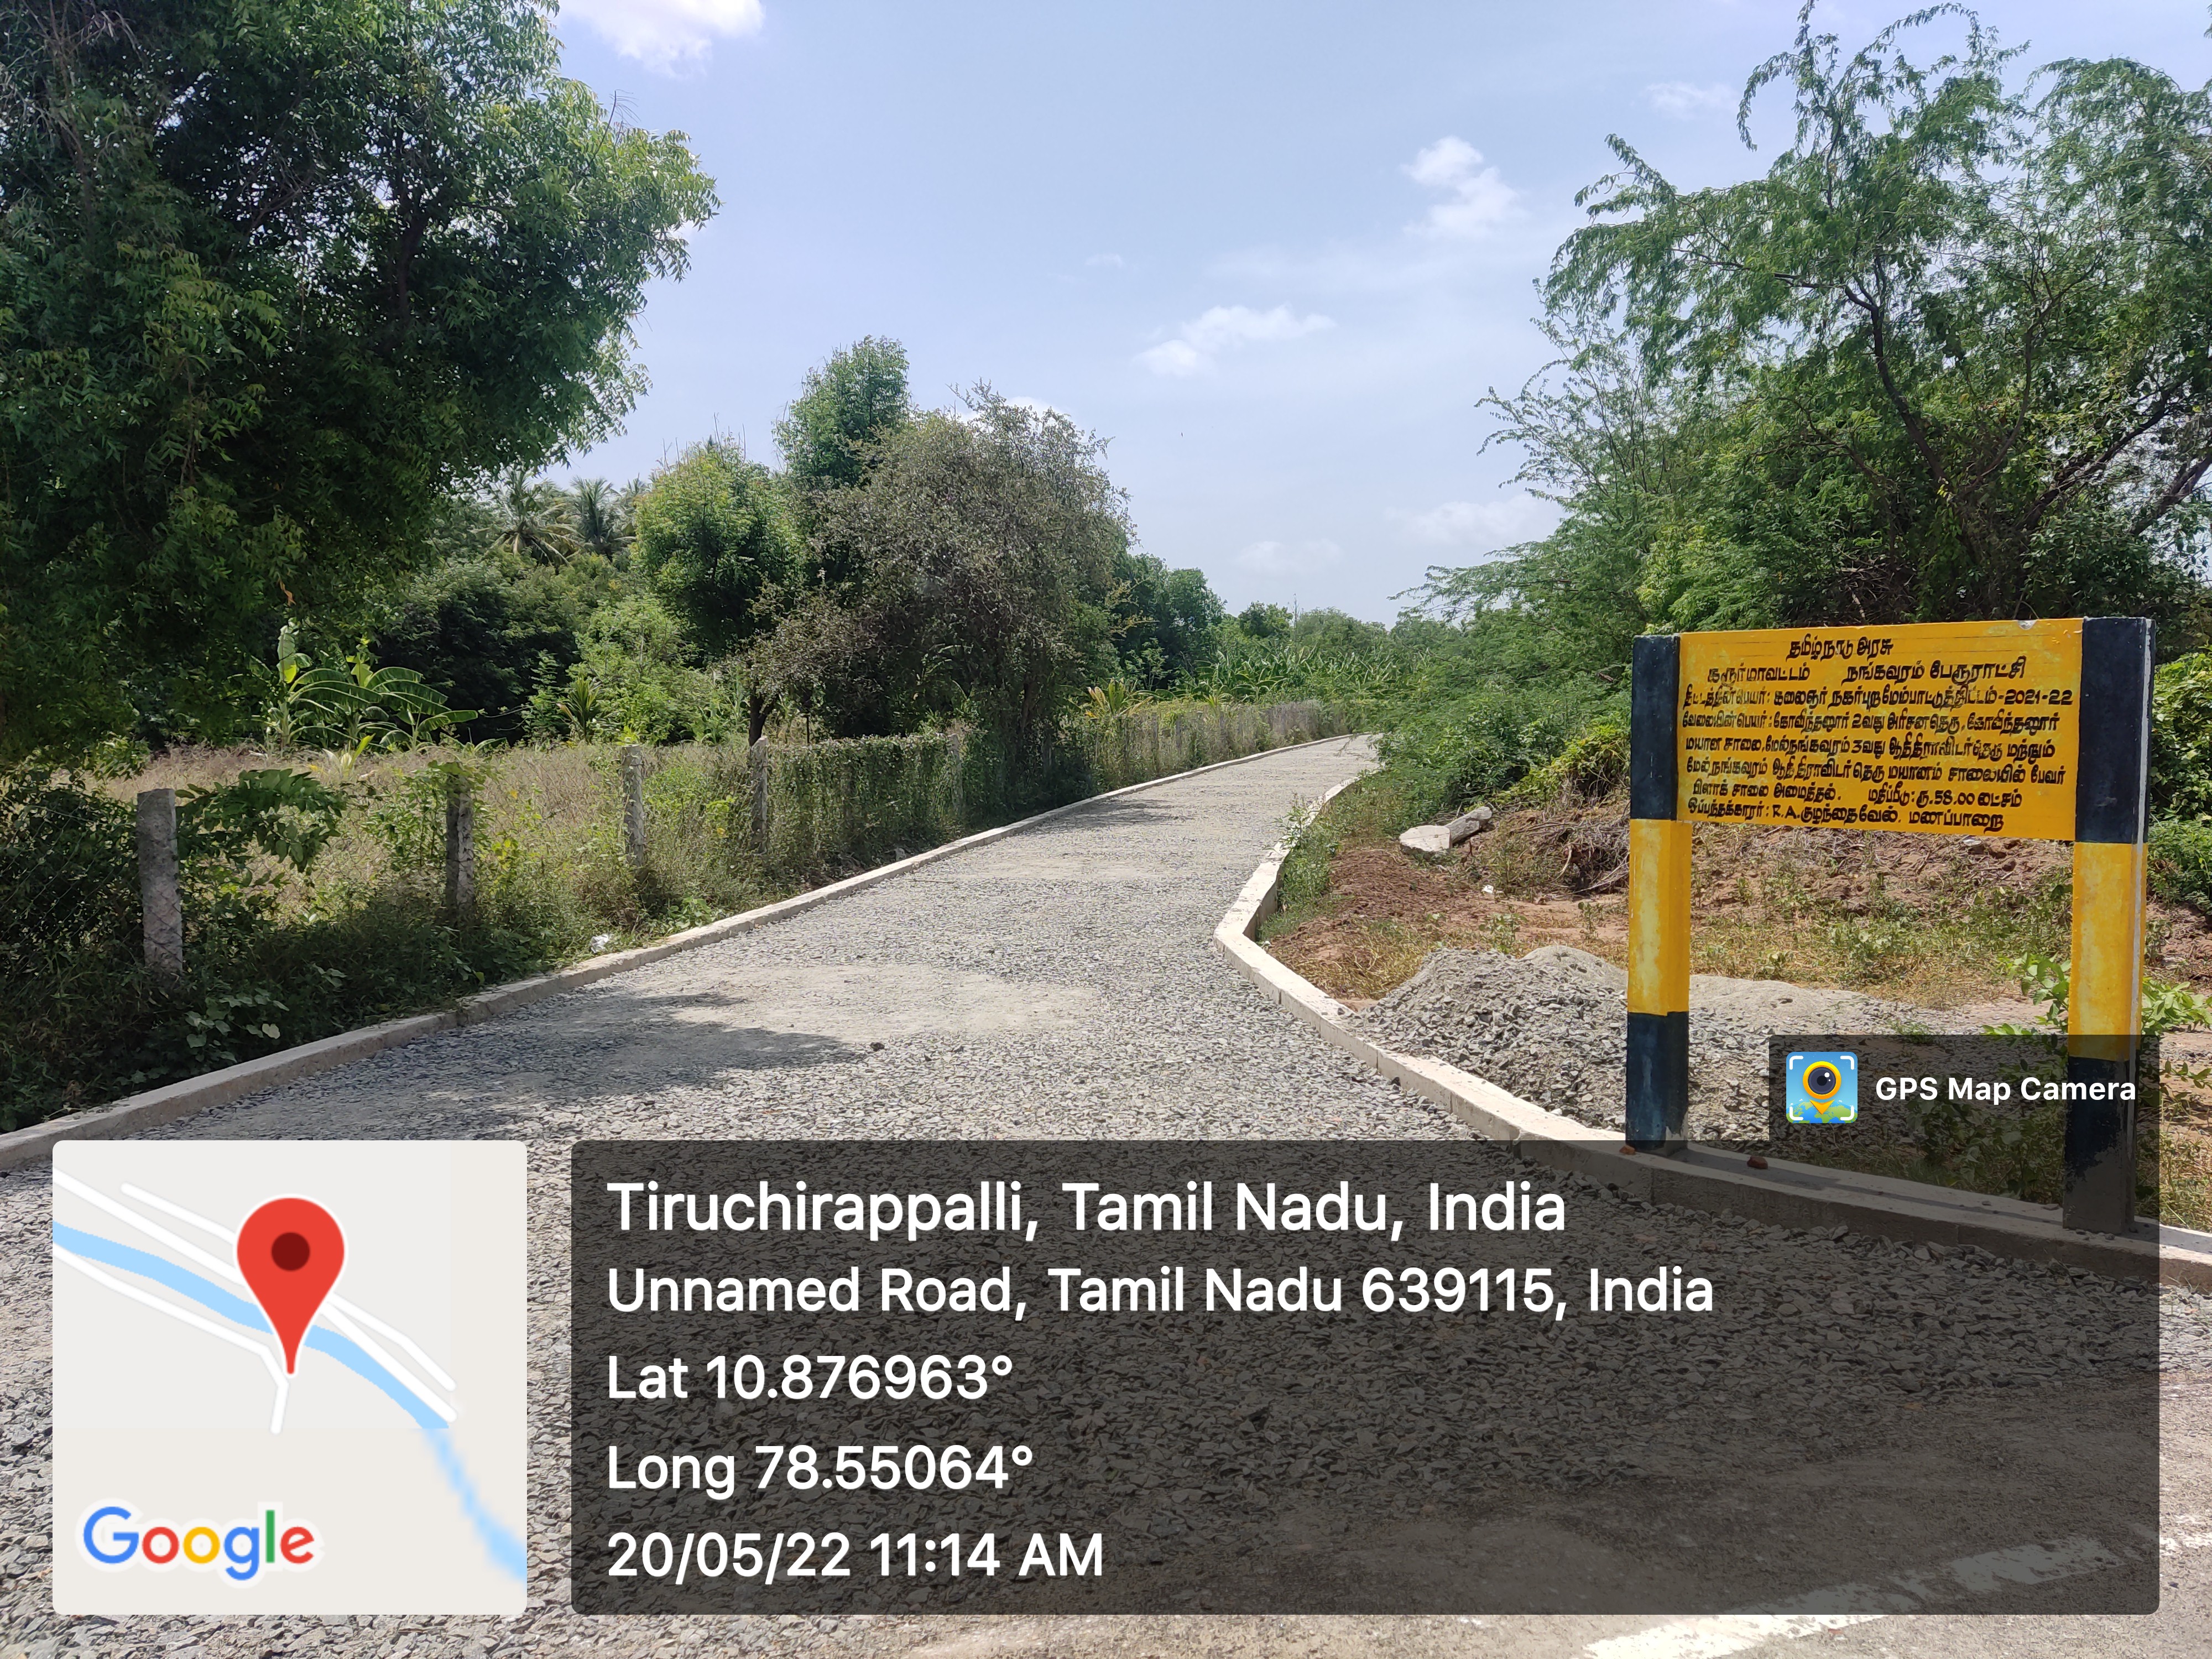 தமிழ்நாடு அரசு
கரூர்மாவட்டம் நங்கவரம் பேரூராட்சி
திட்டத்தின்பெயர்: கலைஞர் நகர்புறமேம்பாட்டுத்திட்டம்-2021-22
வேலையின்பெயர்: கோவிந்தனூர் 2வது அரிசனதெரு, கோவிந்தனூர்
மயான சாலை,மேல்நங்கவரம் 3வது ஆதிதிராவிடர்தெரு மற்றும்
மேல்நங்கவரம் ஆதிதிராவிடர்தெரு மயானம் சாலையில் பேவர்
பிளாக் சாலை அமைத்தல். மதிப்பீடு: ரூ.58.00 லட்சம்
ஒப்பந்தக்காரர்: R.A.குழந்தைவேல். மணப்பாறை
GPS Map Camera
Tiruchirappalli, Tamil Nadu, India
Unnamed Road, Tamil Nadu 639115, India
Lat 10.876963°
Long 78.55064°
20/05/22 11:14 AM
Google